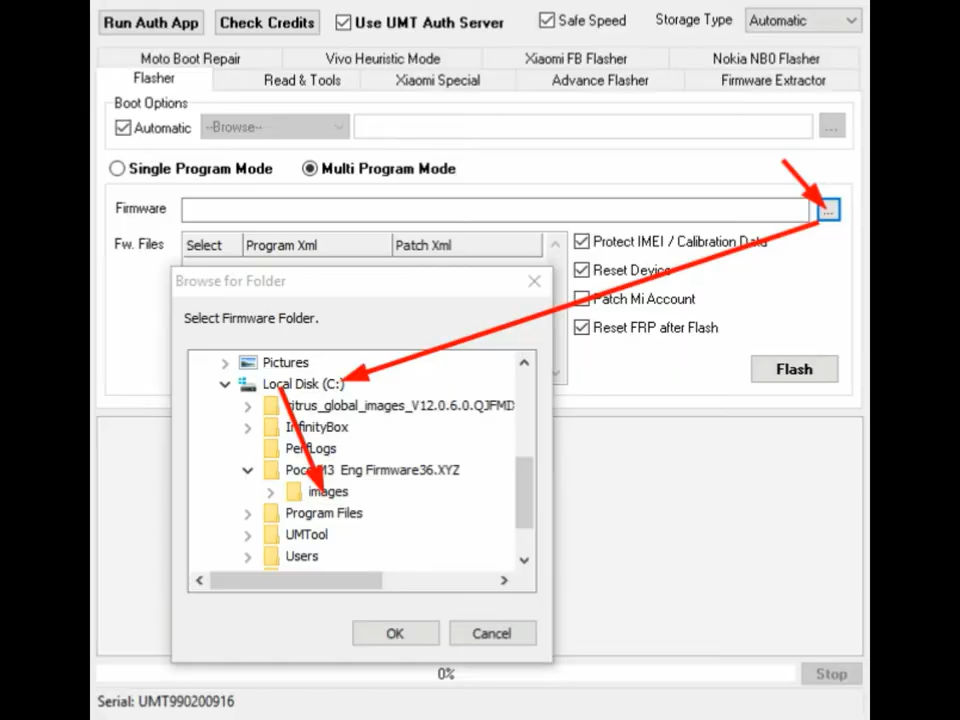 Run Auth App Check Credits Use UMT Auth Server Safe Speed Storage Type Automatic
Moto Boot Repair Vivo Heuristic Mode Xiaomi FB Flasher Nokia NB0 Flasher
Flasher Read & Tools Xiaomi Special Advance Flasher Firmware Extractor
Boot Options
Automatic --Browse-- ...
Single Program Mode Multi Program Mode
Firmware ...
Fw. Files Select Program Xml Patch Xml Protect IMEI / Calibration Data
Reset Device
Patch Mi Account
Reset FRP after Flash
Flash
Browse for Folder
Select Firmware Folder.
Pictures
Local Disk (C:)
citrus_global_images_V12.0.6.0.QJFMD
InfinityBox
PerfLogs
Poco M3 Eng Firmware36.XYZ
images
Program Files
UMTool
Users
OK Cancel
0% Stop
Serial: UMT990200916